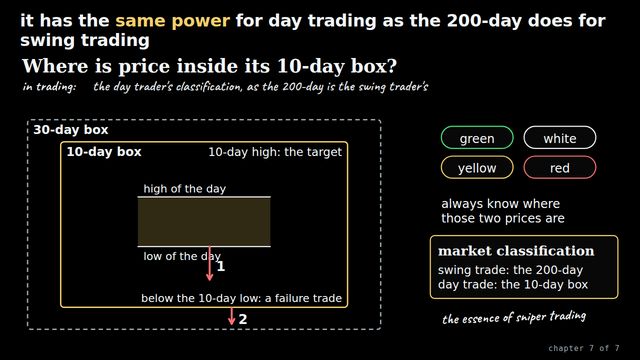 it has the same power for day trading as the 200-day does for
swing trading
Where is price inside its 10-day box?
in trading: the day trader's classification, as the 200-day is the swing trader's
30-day box
10-day box
10-day high: the target
high of the day
low of the day
1
below the 10-day low: a failure trade
2
green
white
yellow
red
always know where
those two prices are
market classification
swing trade: the 200-day
day trade: the 10-day box
the essence of sniper trading
chapter 7 of 7